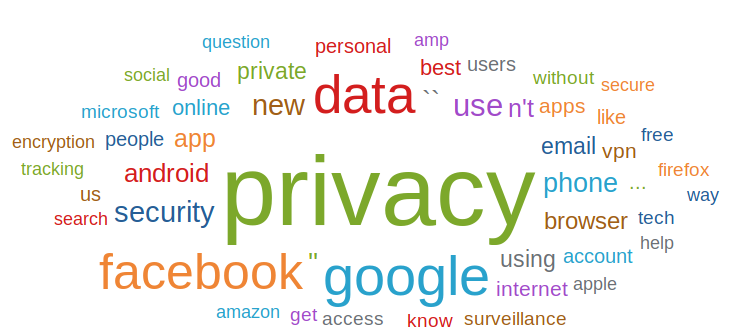 question personal amp
social good private best users
without secure
microsoft online new data `` use n't apps like
encryption people app email vpn free
tracking android privacy phone ... firefox
us way
search security browser tech
help
facebook " google using account
internet apple
amazon get access know surveillance